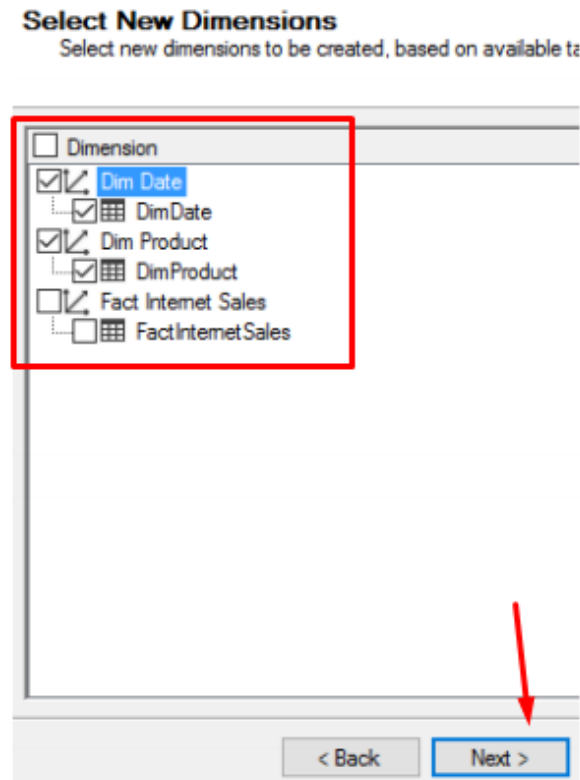 Select New Dimensions
Select new dimensions to be created, based on available ta
Dimension
Dim Date
DimDate
Dim Product
DimProduct
Fact Internet Sales
FactInternetSales
< Back
Next >